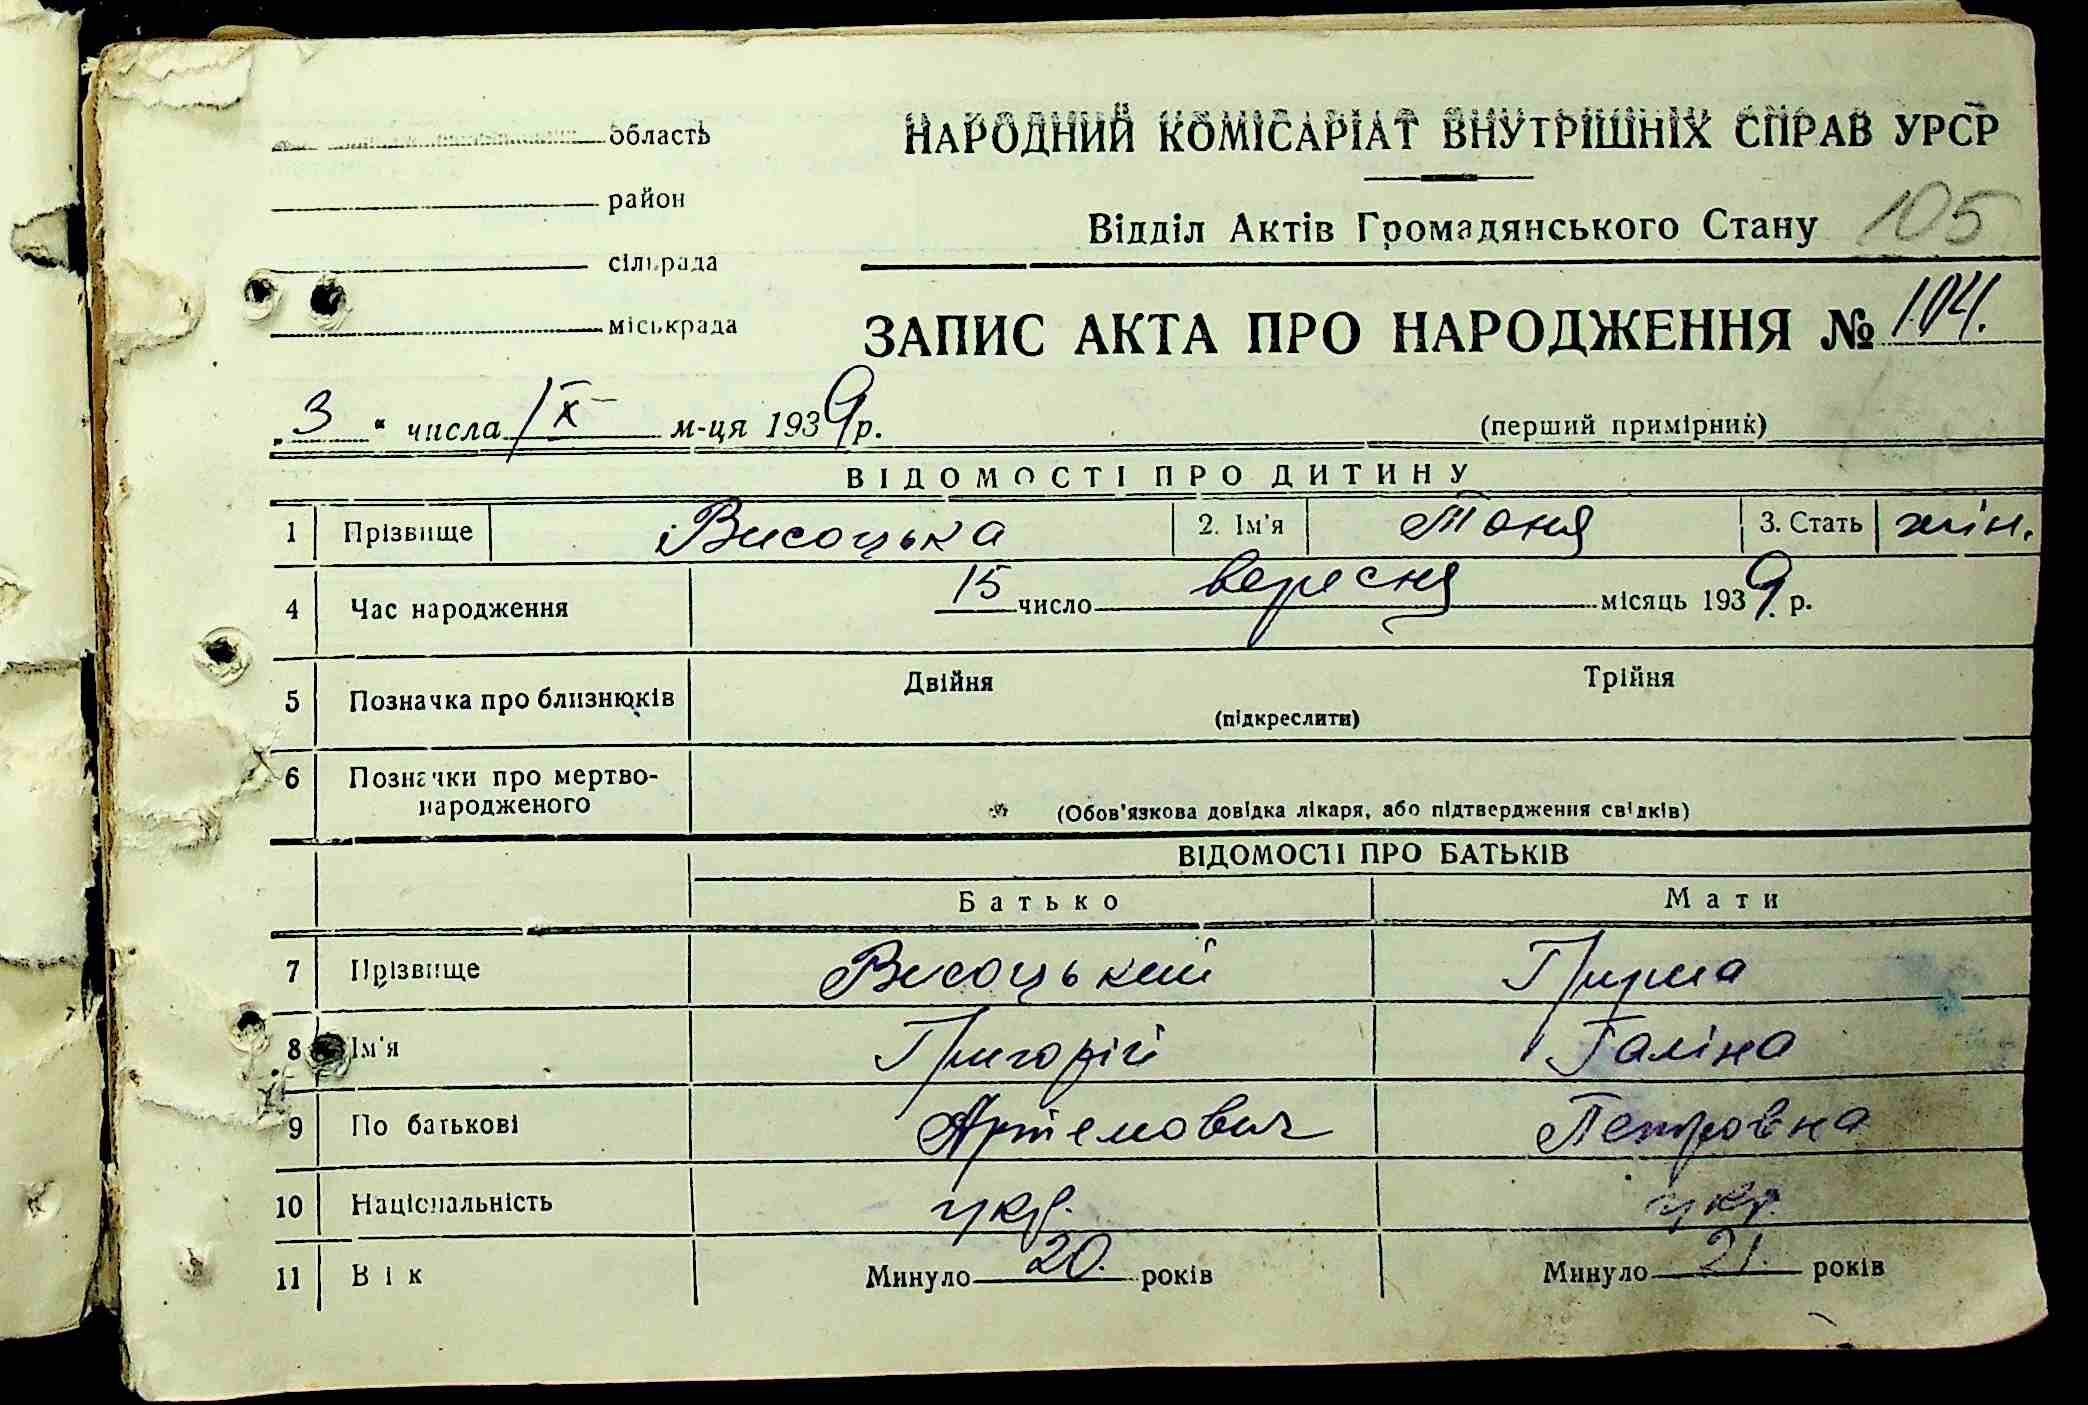 область
НАРОДНИЙ КОМІСАРІАТ ВНУТРІШНІХ СПРАВ УРСР
район
Відділ Актів Громадянського Стану 105
сільрада
міськрада
ЗАПИС АКТА ПРО НАРОДЖЕННЯ № 104.
„3“ числа IX м-ця 1939 р.
(перший примірник)
ВІДОМОСТІ ПРО ДИТИНУ
1 Прізвище Висоцька 2. Ім'я Тоня 3. Стать жін.
4 Час народження 15 число вересня місяць 1939 р.
5 Позначка про близнюків Двійня Трійня
(підкреслити)
6 Позначки про мертво-
народженого
(Обов'язкова довідка лікаря, або підтвердження свідків)
ВІДОМОСТІ ПРО БАТЬКІВ
Батько Мати
7 Прізвище Висоцький
8 Ім'я Григорій Галіна
9 По батькові Артемович Петровна
10 Національність укр. укр.
11 Вік Минуло 20. років Минуло 21. років